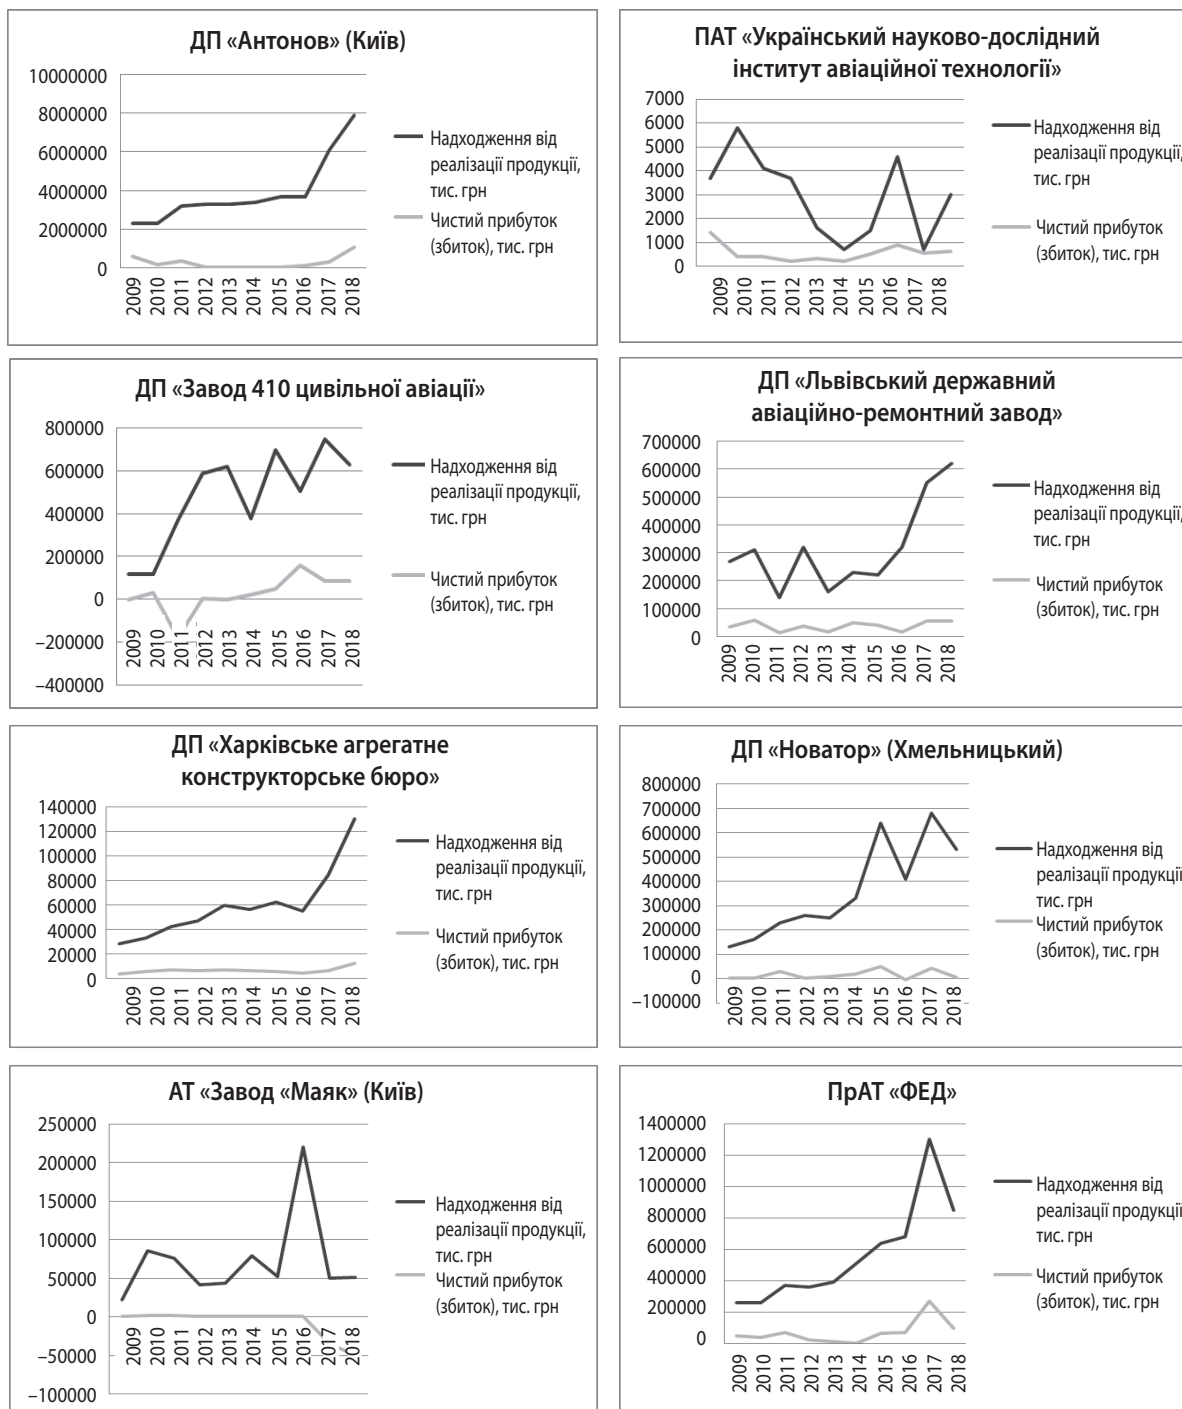 ДП «Антонов» (Київ)
10000000
8000000
6000000
4000000
2000000
0
2009
2010
2011
2012
2013
2014
2015
2016
2017
2018
Надходження від
реалізації продукції,
тис. грн
Чистий прибуток
(збиток), тис. грн
ПАТ «Український науково-дослідний
інститут авіаційної технології»
7000
6000
5000
4000
3000
2000
1000
0
2009
2010
2011
2012
2013
2014
2015
2016
2017
2018
Надходження від
реалізації продукції,
тис. грн
Чистий прибуток
(збиток), тис. грн
ДП «Завод 410 цивільної авіації»
800000
600000
400000
200000
0
–200000
–400000
2009
2010
2011
2012
2013
2014
2015
2016
2017
2018
Надходження від
реалізації продукції,
тис. грн
Чистий прибуток
(збиток), тис. грн
ДП «Львівський державний
авіаційно-ремонтний завод»
700000
600000
500000
400000
300000
200000
100000
0
2009
2010
2011
2012
2013
2014
2015
2016
2017
2018
Надходження від
реалізації продукції,
тис. грн
Чистий прибуток
(збиток), тис. грн
ДП «Харківське агрегатне
конструкторське бюро»
140000
120000
100000
80000
60000
40000
20000
0
2009
2010
2011
2012
2013
2014
2015
2016
2017
2018
Надходження від
реалізації продукції,
тис. грн
Чистий прибуток
(збиток), тис. грн
ДП «Новатор» (Хмельницький)
800000
700000
600000
500000
400000
300000
200000
100000
0
–100000
2009
2010
2011
2012
2013
2014
2015
2016
2017
2018
Надходження від
реалізації продукції
тис. грн
Чистий прибуток
(збиток), тис. грн
АТ «Завод «Маяк» (Київ)
250000
200000
150000
100000
50000
0
–50000
–100000
2009
2010
2011
2012
2013
2014
2015
2016
2017
2018
Надходження від
реалізації продукції,
тис. грн
Чистий прибуток
(збиток), тис. грн
ПрАТ «ФЕД»
1400000
1200000
1000000
800000
600000
400000
200000
0
2009
2010
2011
2012
2013
2014
2015
2016
2017
2018
Надходження від
реалізації продукції
тис. грн
Чистий прибуток
(збиток), тис. грн